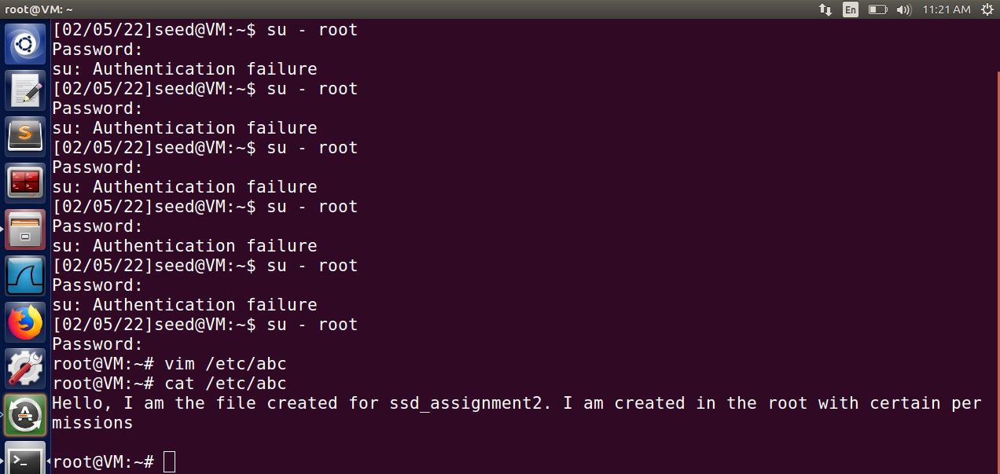 root@VM: ~
En
11:21 AM
[02/05/22]seed@VM:~$ su - root
Password:
su: Authentication failure
[02/05/22]seed@VM:~$ su - root
Password:
su: Authentication failure
[02/05/22]seed@VM:~$ su - root
Password:
su: Authentication failure
[02/05/22]seed@VM:~$ su - root
Password:
su: Authentication failure
[02/05/22]seed@VM:~$ su - root
Password:
su: Authentication failure
[02/05/22]seed@VM:~$ su - root
Password:
root@VM:~# vim /etc/abc
root@VM:~# cat /etc/abc
Hello, I am the file created for ssd_assignment2. I am created in the root with certain per
missions
root@VM:~#